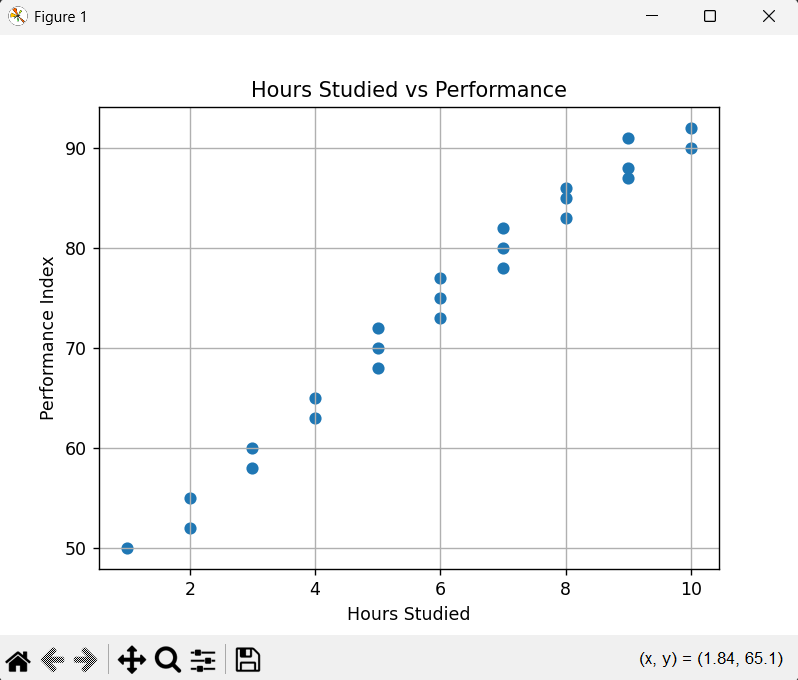 Figure 1
Hours Studied vs Performance
90
80
70
60
50
Performance Index
2 4 6 8 10
Hours Studied
(x, y) = (1.84, 65.1)